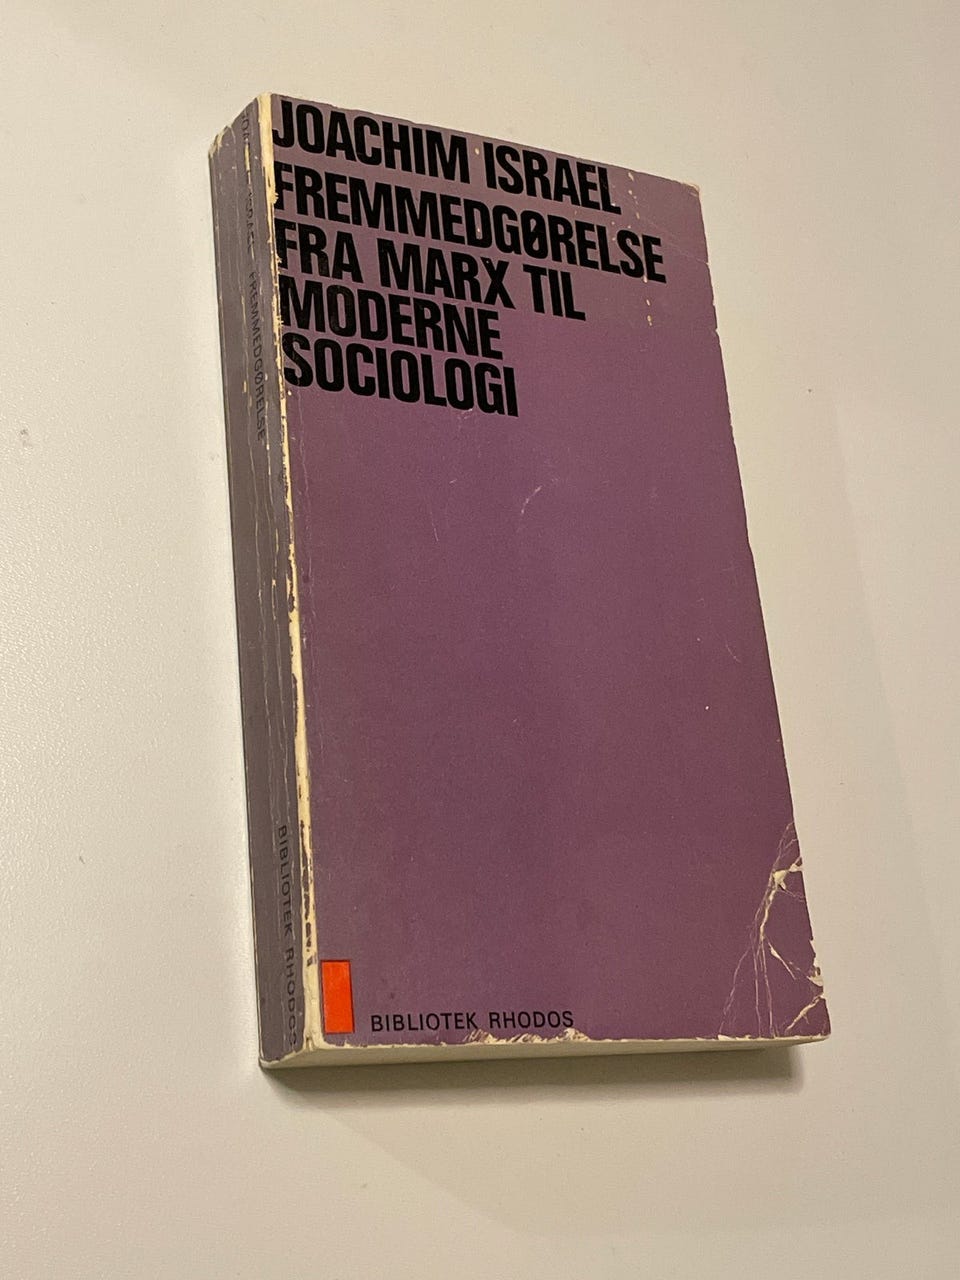 JOACHIM ISRAEL
FREMMEDGØRELSE
FRA MARX TIL
MODERNE
SOCIOLOGI
BIBLIOTEK RHODOS
FREMMEDGØRELSE
BIBLIOTEK RHODOS